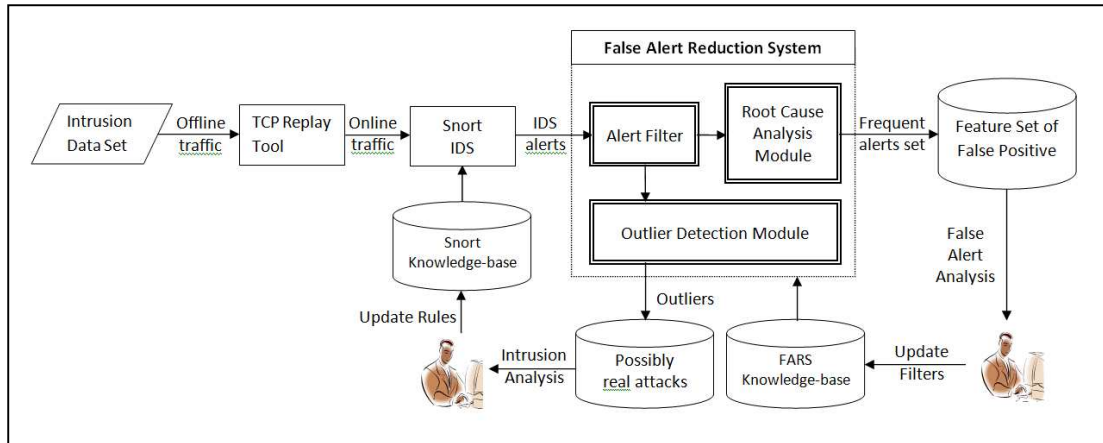 False Alert Reduction System
Intrusion
Data Set
Offline
traffic
TCP Replay
Tool
Online
traffic
Snort
IDS
IDS
alerts
Alert Filter
Root Cause
Analysis
Module
Frequent
alerts set
Feature Set of
False Positive
Outlier Detection Module
Snort
Knowledge-base
False
Alert
Analysis
Outliers
Update Rules
Intrusion
Analysis
Possibly
real attacks
FARS
Knowledge-base
Update
Filters